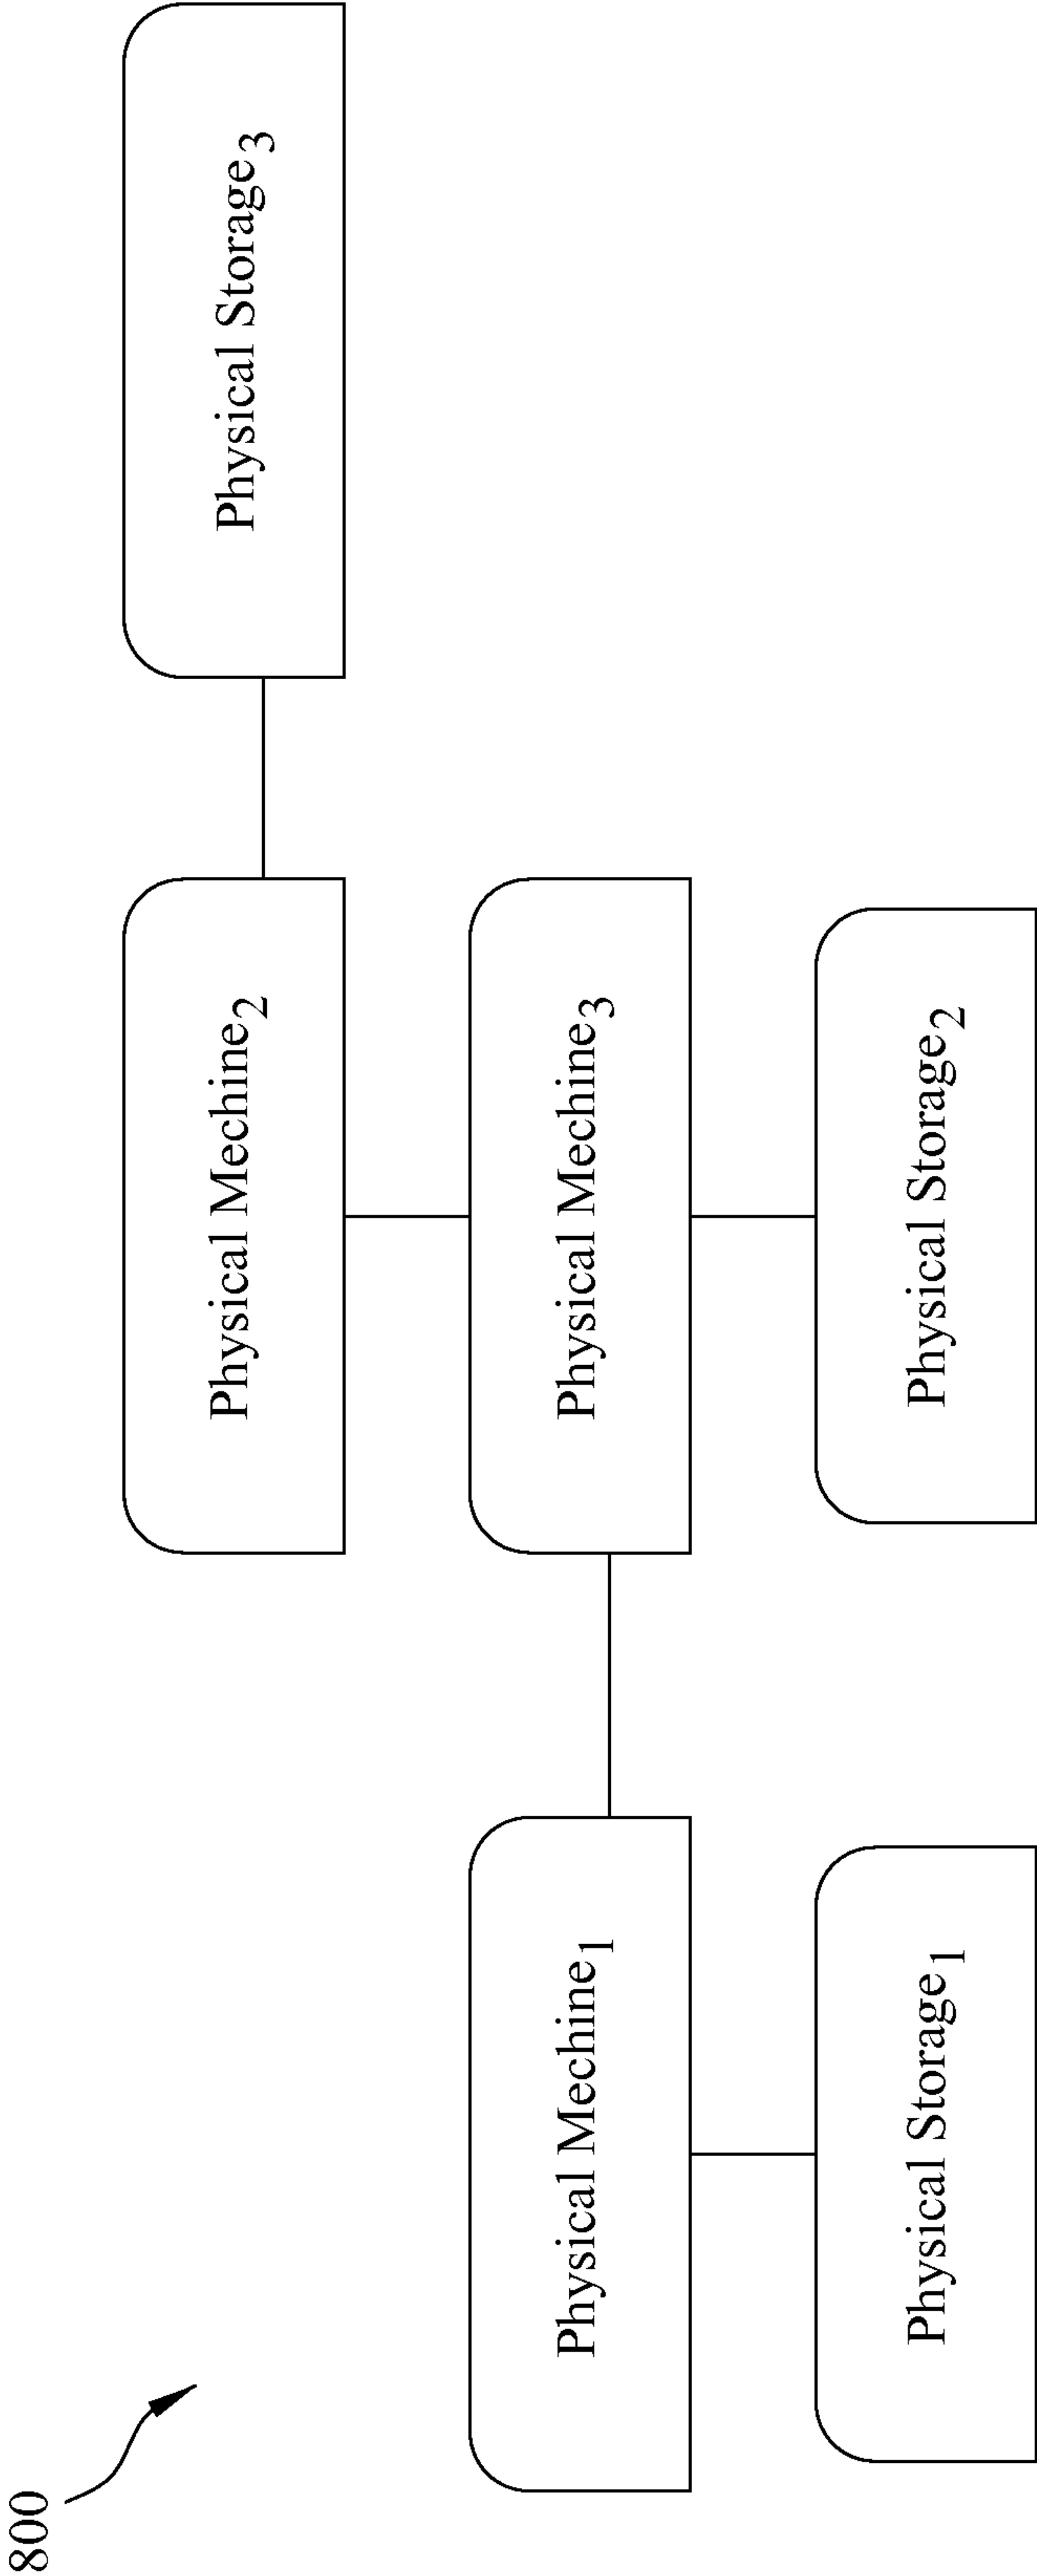 800
Physical Mechine2
Physical Storage3
Physical Mechine1
Physical Mechine3
Physical Storage1
Physical Storage2